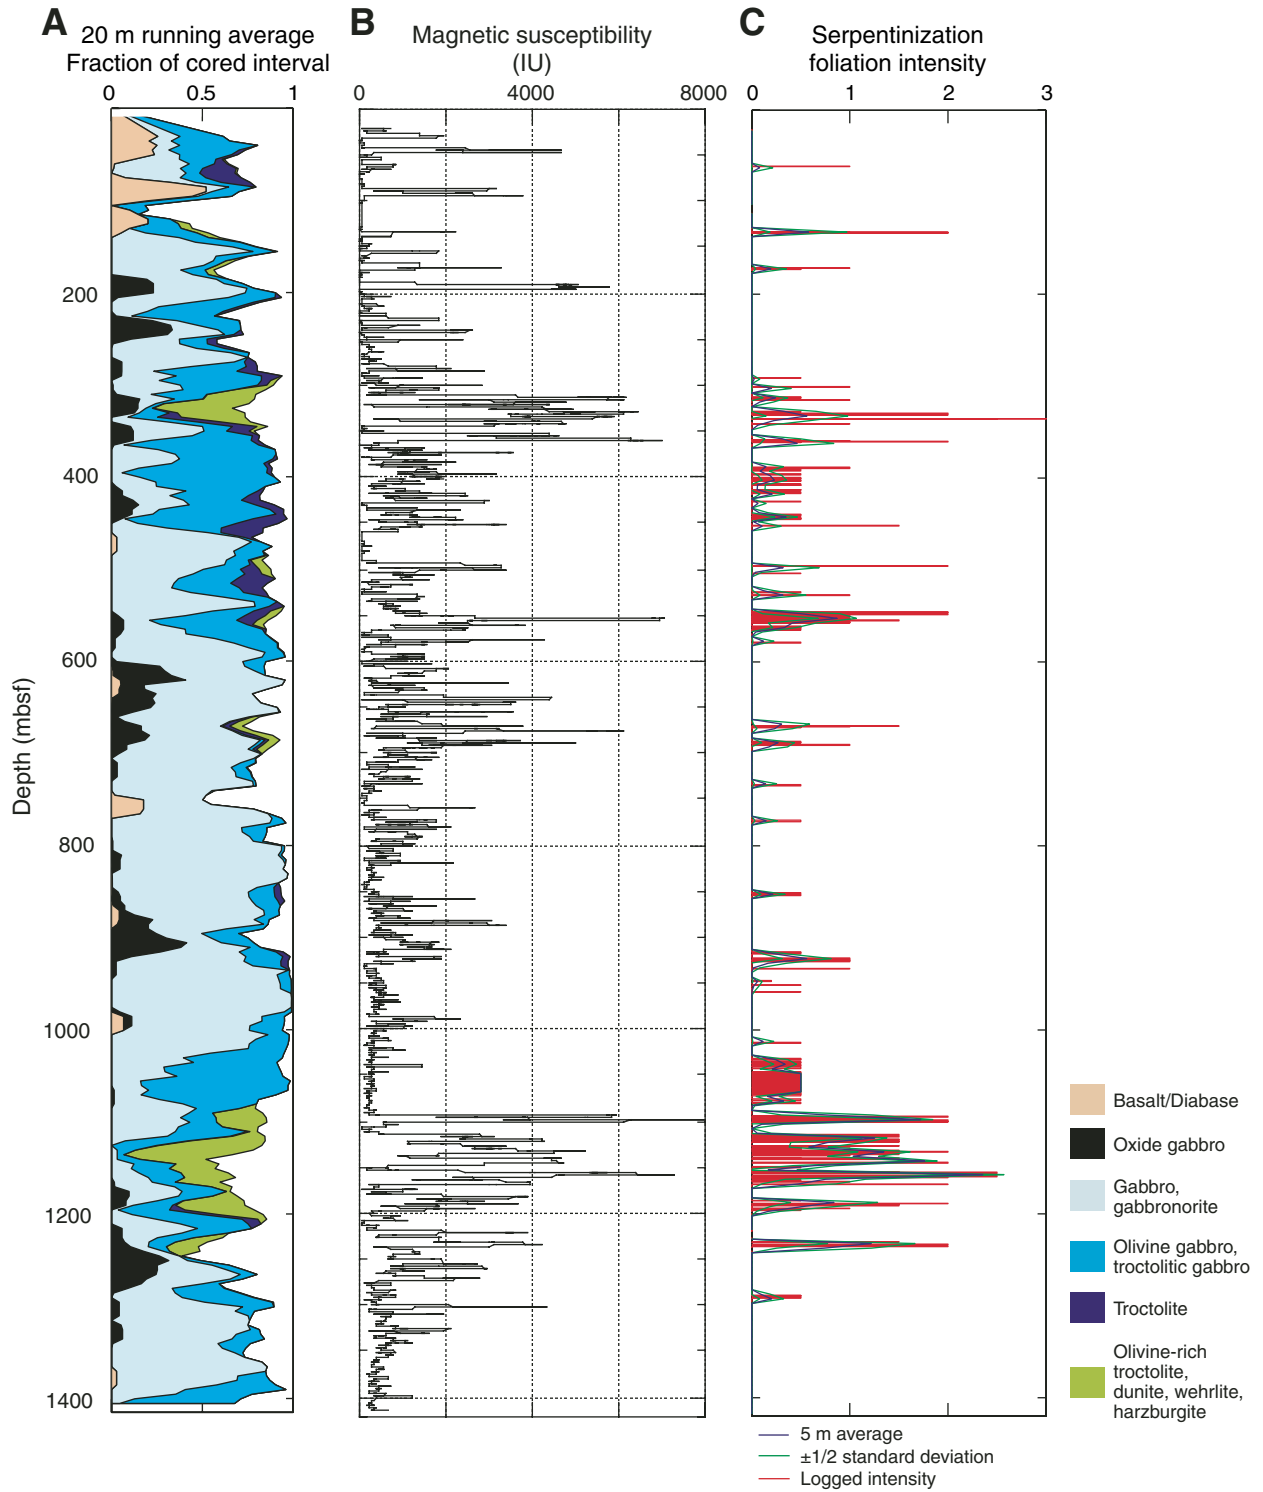 A
20 m running average
Fraction of cored interval
0 0.5 1
B
Magnetic susceptibility
(IU)
0 4000 8000
C
Serpentinization
foliation intensity
0 1 2 3
Depth (mbsf)
200
400
600
800
1000
1200
1400
Basalt/Diabase
Oxide gabbro
Gabbro,
gabbronorite
Olivine gabbro,
troctolitic gabbro
Troctolite
Olivine-rich
troctolite,
dunite, wehrlite,
harzburgite
5 m average
±1/2 standard deviation
Logged intensity